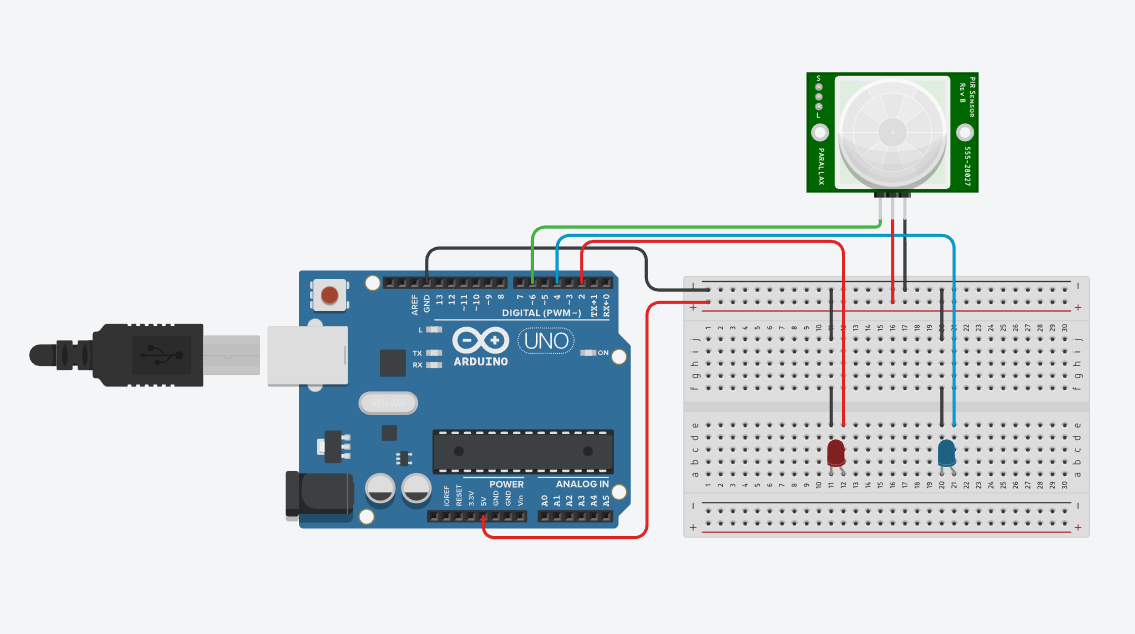 S
L
PARALLAX
PIR SENSOR
REV B
555-28027
AREF
GND
13
12
~11
~10
~9
8
7
~6
~5
4
~3
2
TX→1
RX←0
DIGITAL (PWM~)
L
TX
RX
ARDUINO
UNO
ON
IOREF
RESET
3.3V
5V
GND
GND
Vin
POWER
ANALOG IN
A0
A1
A2
A3
A4
A5
− −
+ +
1 2 3 4 5 6 7 8 9 10 11 12 13 14 15 16 17 18 19 20 21 22 23 24 25 26 27 28 29 30
j j
i i
h h
g g
f f
e e
d d
c c
b b
a a
1 2 3 4 5 6 7 8 9 10 11 12 13 14 15 16 17 18 19 20 21 22 23 24 25 26 27 28 29 30
− −
+ +